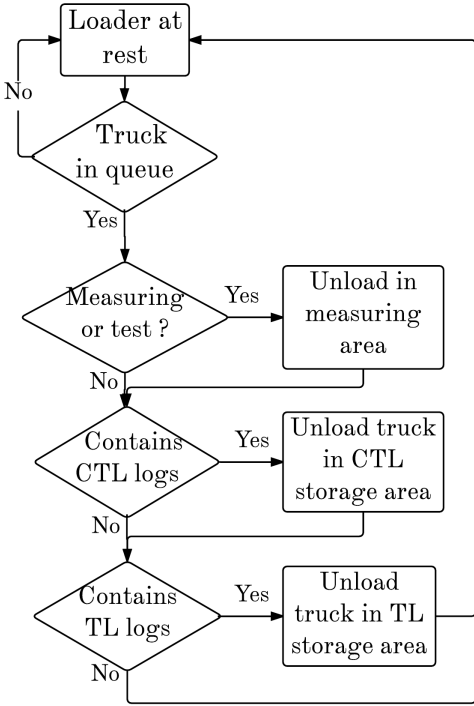 Loader at
rest
No
Truck
in queue
Yes
Measuring
or test ?
Yes
Unload in
measuring
area
No
Contains
CTL logs
Yes
Unload truck
in CTL
storage area
No
Contains
TL logs
Yes
Unload
truck in TL
storage area
No